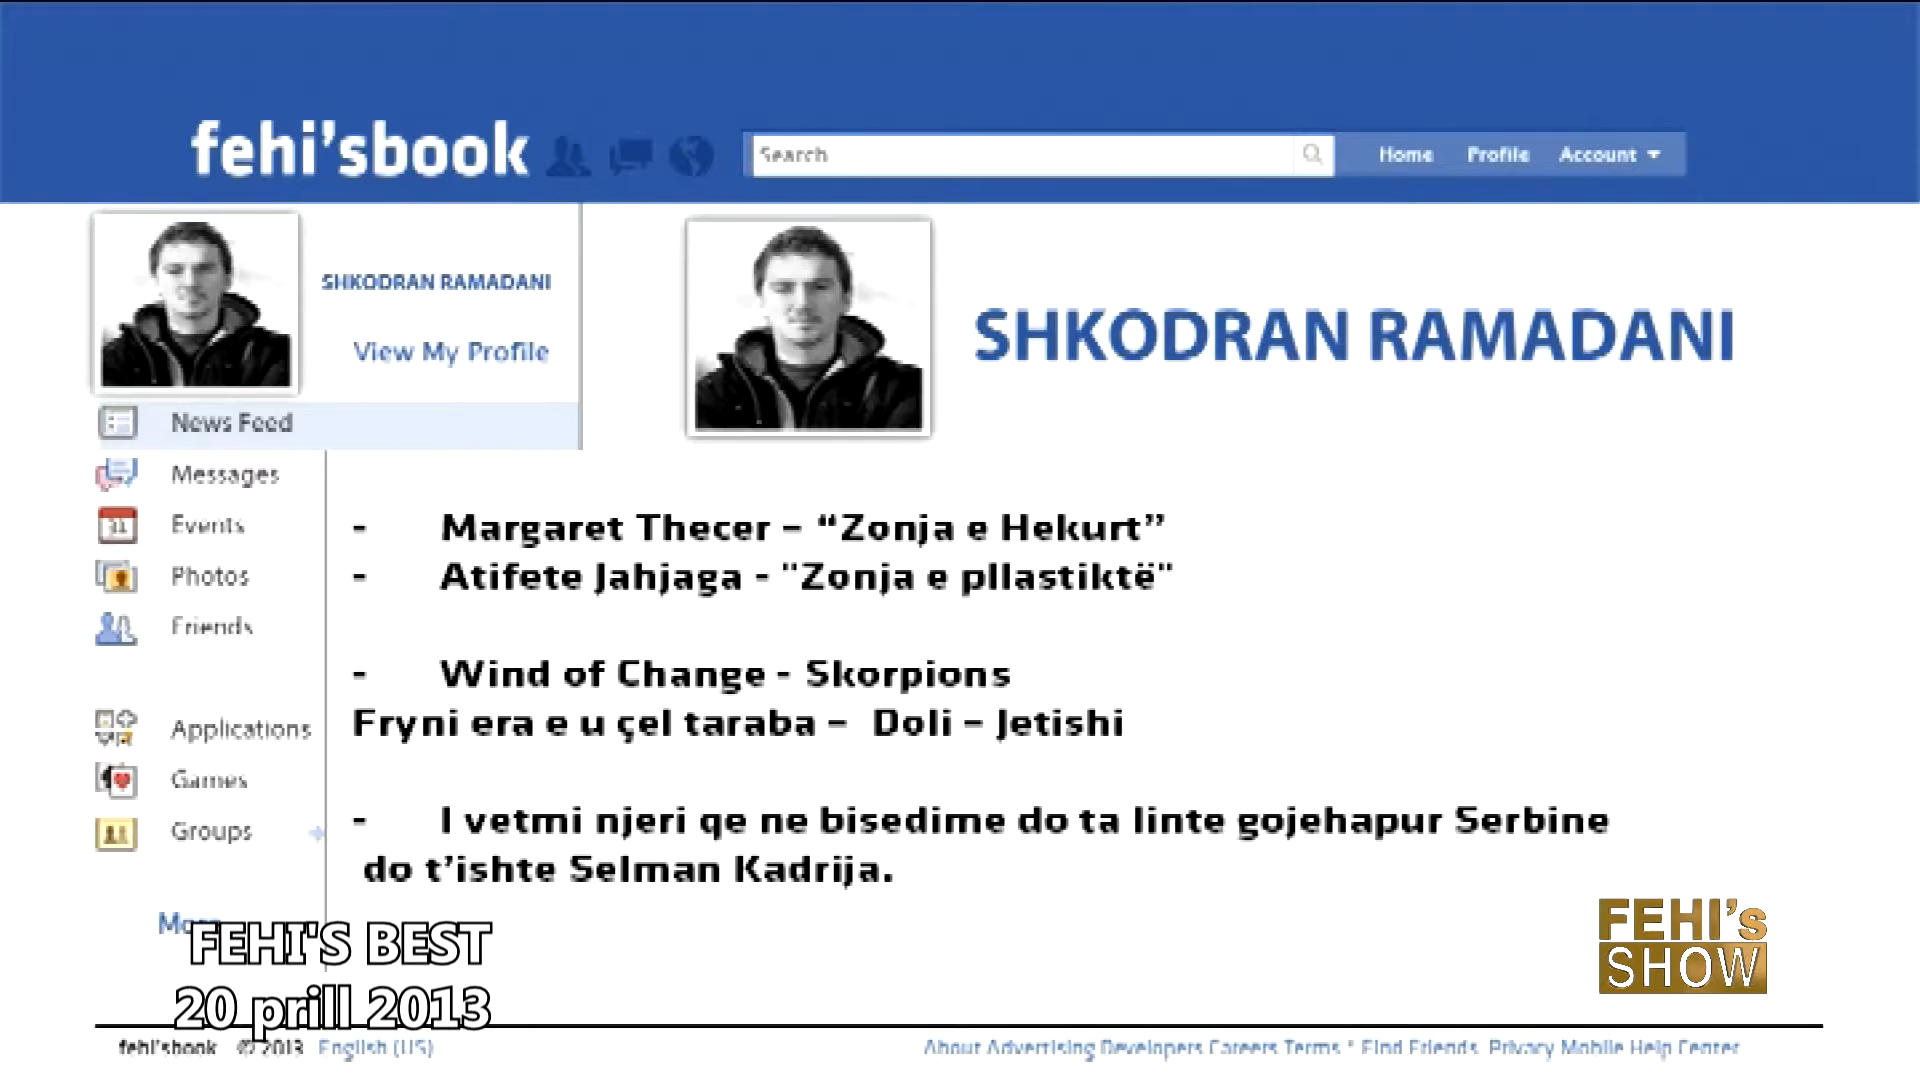 fehi'sbook
Search
Home Profile Account
SHKODRAN RAMADANI
View My Profile
SHKODRAN RAMADANI
News Feed
Messages
Events
Photos
Friends
Applications
Games
Groups
- Margaret Thecer – “Zonja e Hekurt”
- Atifete Jahjaga - "Zonja e pllastiktë"
- Wind of Change - Skorpions
Fryni era e u çel taraba – Doli – Jetishi
- I vetmi njeri qe ne bisedime do ta linte gojehapur Serbine
do t’ishte Selman Kadrija.
FEHI'S BEST
20 prill 2013
FEHI’s
SHOW
fehi'sbook © 2013 English (US)
About Advertising Developers Careers Terms * Find Friends Privacy Mobile Help Center